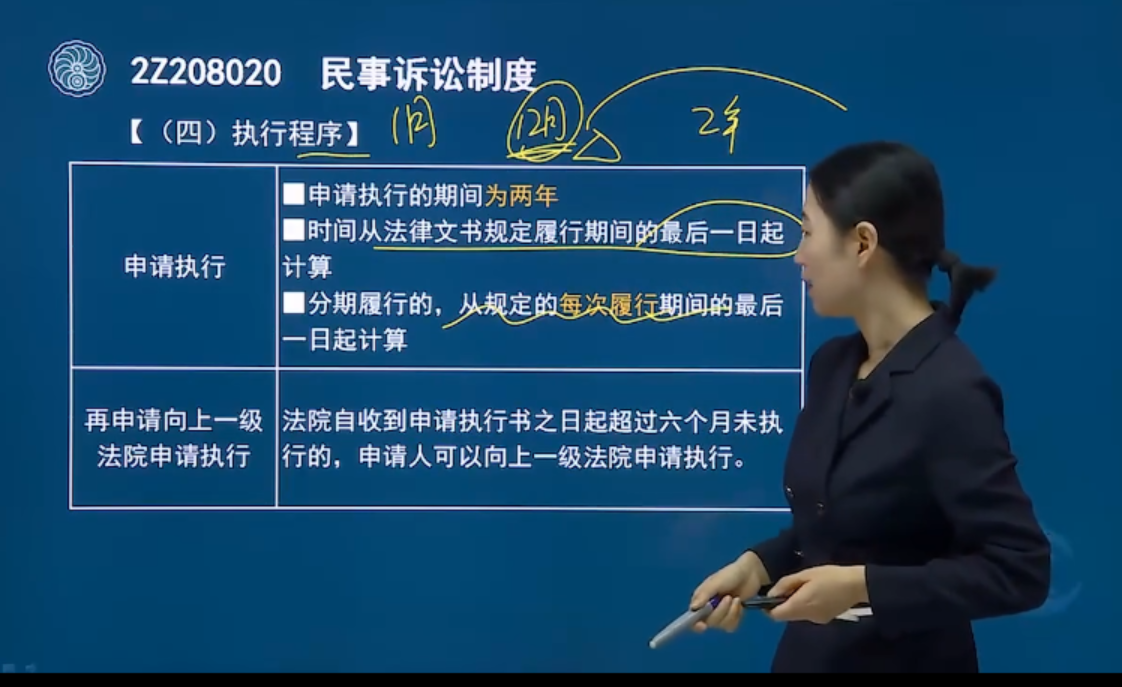 2Z208020 民事诉讼制度
【（四）执行程序】
1月 12月 2年
申请执行
■申请执行的期间为两年
■时间从法律文书规定履行期间的最后一日起
计算
■分期履行的，从规定的每次履行期间的最后
一日起计算
再申请向上一级
法院申请执行
法院自收到申请执行书之日起超过六个月未执
行的，申请人可以向上一级法院申请执行。